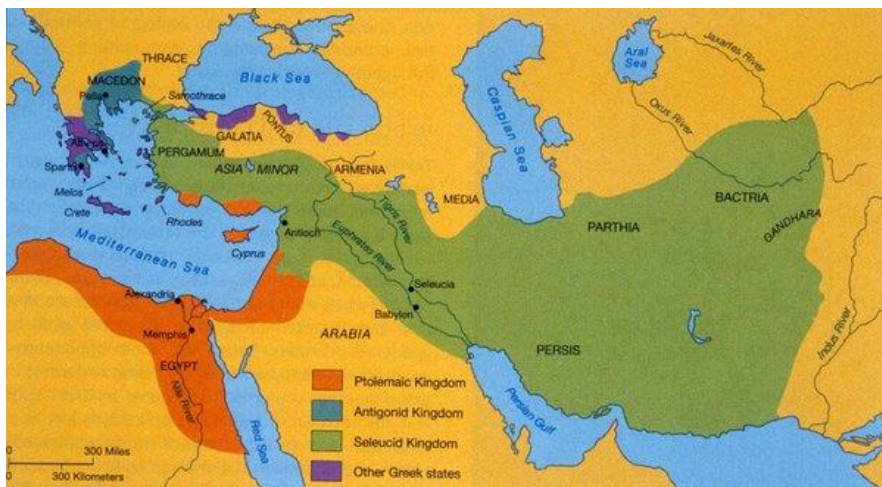 THRACE
MACEDON
Pella
Samothrace
Black Sea
Aral
Sea
Jaxartes River
Oxus River
Caspian Sea
PONTUS
GALATIA
PERGAMUM
ASIA MINOR
ARMENIA
Athens
Sparta
Melos
Crete
Rhodes
MEDIA
Tigris River
Euphrates River
Antioch
Cyprus
Mediterranean Sea
PARTHIA
BACTRIA
GANDHARA
Seleucia
Babylon
Alexandria
Memphis
EGYPT
Nile River
Red Sea
ARABIA
PERSIS
Persian Gulf
Indus River
Ptolemaic Kingdom
Antigonid Kingdom
Seleucid Kingdom
Other Greek states
0 300 Miles
0 300 Kilometers